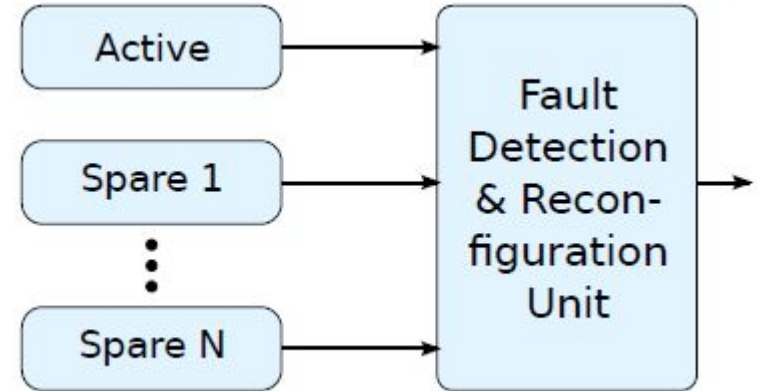 Active
Spare 1
Spare N
Fault
Detection
& Recon-
figuration
Unit